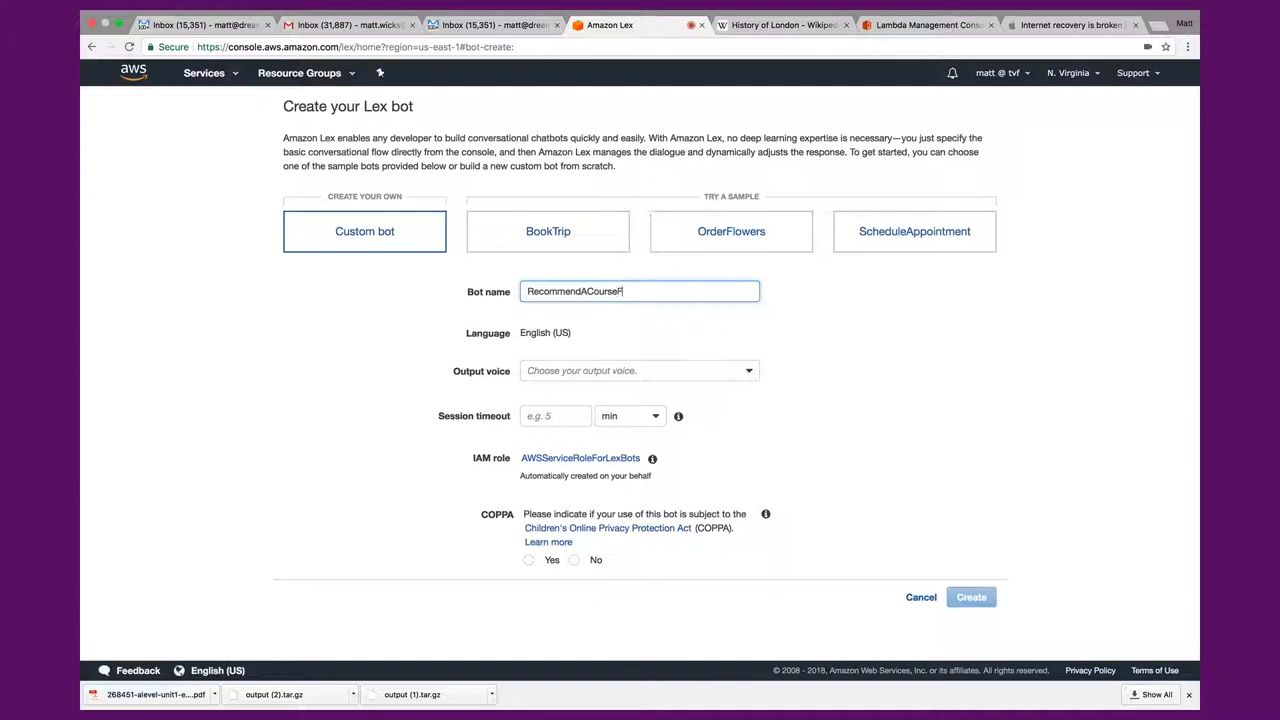 Inbox (15,351) - matt@dream
Inbox (31,887) - matt.wicks@
Inbox (15,351) - matt@dream
Amazon Lex
History of London - Wikiped
Lambda Management Cons
Internet recovery is broken
Matt
Secure
https://console.aws.amazon.com/lex/home?region=us-east-1#bot-create:
aws
Services
Resource Groups
matt @ tvf
N. Virginia
Support
Create your Lex bot
Amazon Lex enables any developer to build conversational chatbots quickly and easily. With Amazon Lex, no deep learning expertise is necessary—you just specify the
basic conversational flow directly from the console, and then Amazon Lex manages the dialogue and dynamically adjusts the response. To get started, you can choose
one of the sample bots provided below or build a new custom bot from scratch.
CREATE YOUR OWN
TRY A SAMPLE
Custom bot
BookTrip
OrderFlowers
ScheduleAppointment
Bot name
RecommendACourseF
Language
English (US)
Output voice
Choose your output voice.
Session timeout
e.g. 5
min
IAM role
AWSServiceRoleForLexBots
Automatically created on your behalf
COPPA
Please indicate if your use of this bot is subject to the
Children's Online Privacy Protection Act (COPPA).
Learn more
Yes
No
Cancel
Create
Feedback
English (US)
© 2008 - 2018, Amazon Web Services, Inc. or its affiliates. All rights reserved.
Privacy Policy
Terms of Use
268451-alevel-unit1-e....pdf
output (2).tar.gz
output (1).tar.gz
Show All